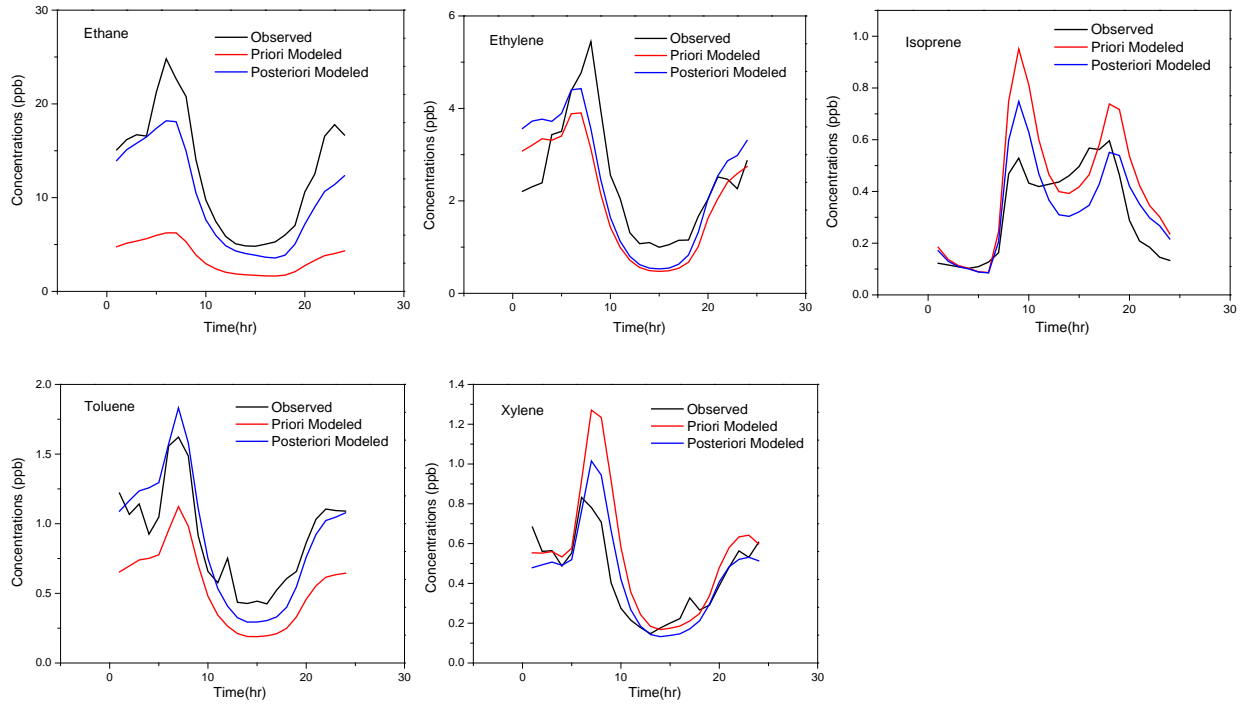 Ethane
Observed
Priori Modeled
Posteriori Modeled
Concentrations (ppb)
30
20
10
0
0
10
20
30
Time(hr)
Ethylene
Observed
Priori Modeled
Posteriori Modeled
Concentrations (ppb)
6
4
2
0
0
10
20
30
Time(hr)
Isoprene
Observed
Priori Modeled
Posteriori Modeled
Concentrations (ppb)
1.0
0.8
0.6
0.4
0.2
0.0
0
10
20
30
Time(hr)
Toluene
Observed
Priori Modeled
Posteriori Modeled
Concentrations (ppb)
2.0
1.5
1.0
0.5
0.0
0
10
20
30
Time(hr)
Xylene
Observed
Priori Modeled
Posteriori Modeled
Concentrations (ppb)
1.4
1.2
1.0
0.8
0.6
0.4
0.2
0.0
0
10
20
30
Time(hr)